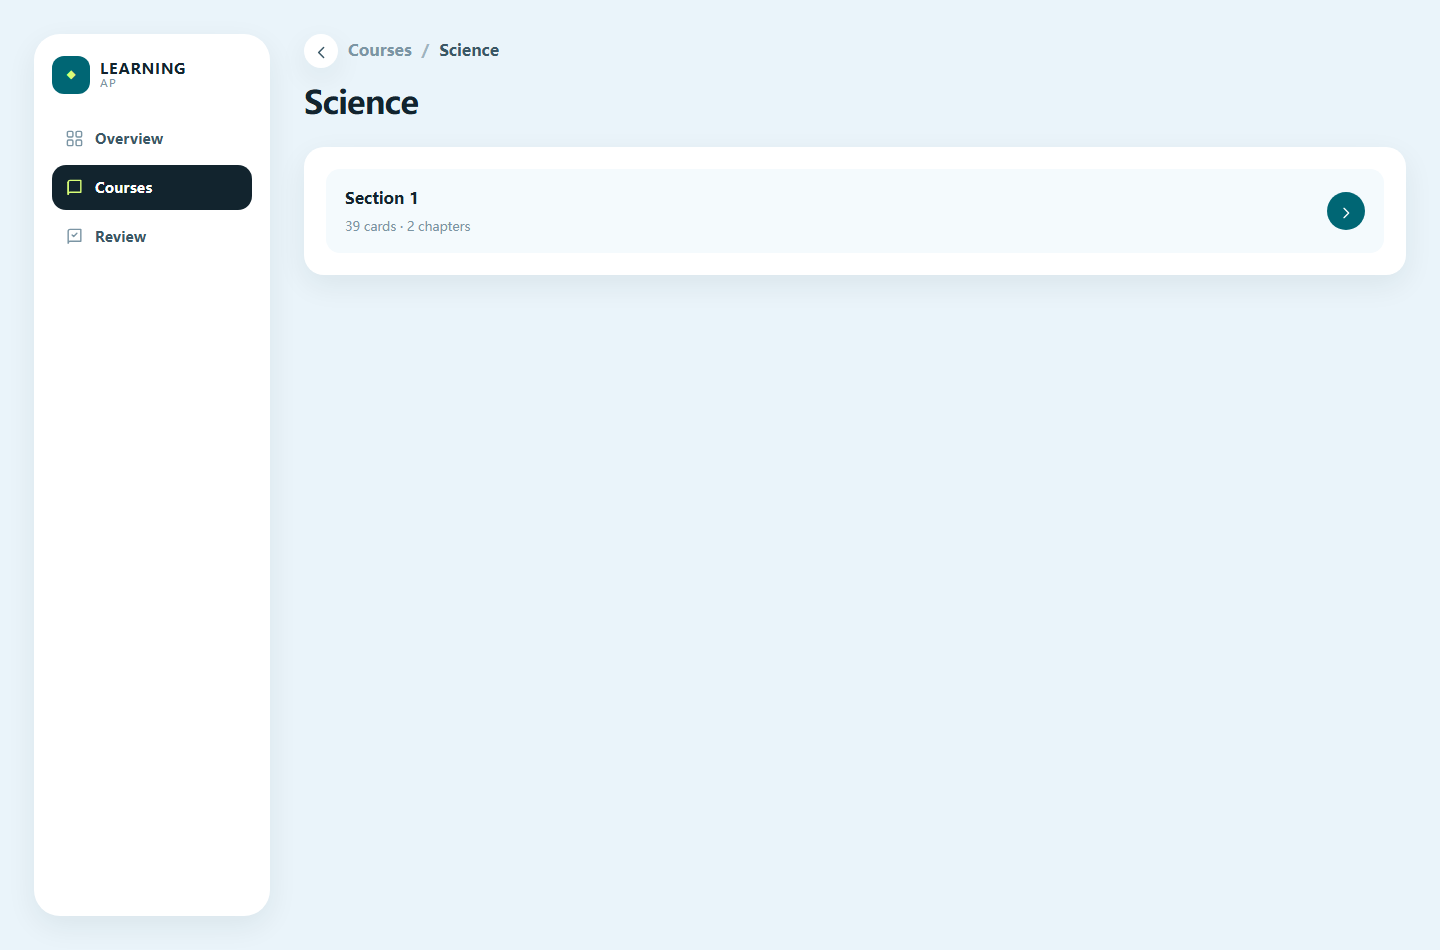 LEARNING
AP
Overview
Courses
Review
Courses / Science
Science
Section 1
39 cards · 2 chapters